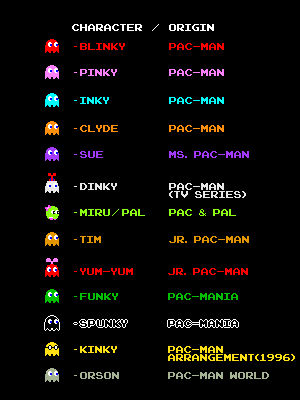 CHARACTER / ORIGIN
-BLINKY PAC-MAN
-PINKY PAC-MAN
-INKY PAC-MAN
-CLYDE PAC-MAN
-SUE MS. PAC-MAN
-DINKY PAC-MAN
(TV SERIES)
-MIRU/PAL PAC & PAL
-TIM JR. PAC-MAN
-YUM-YUM JR. PAC-MAN
-FUNKY PAC-MANIA
-SPUNKY PAC-MANIA
-KINKY PAC-MAN
ARRANGEMENT(1996)
-ORSON PAC-MAN WORLD